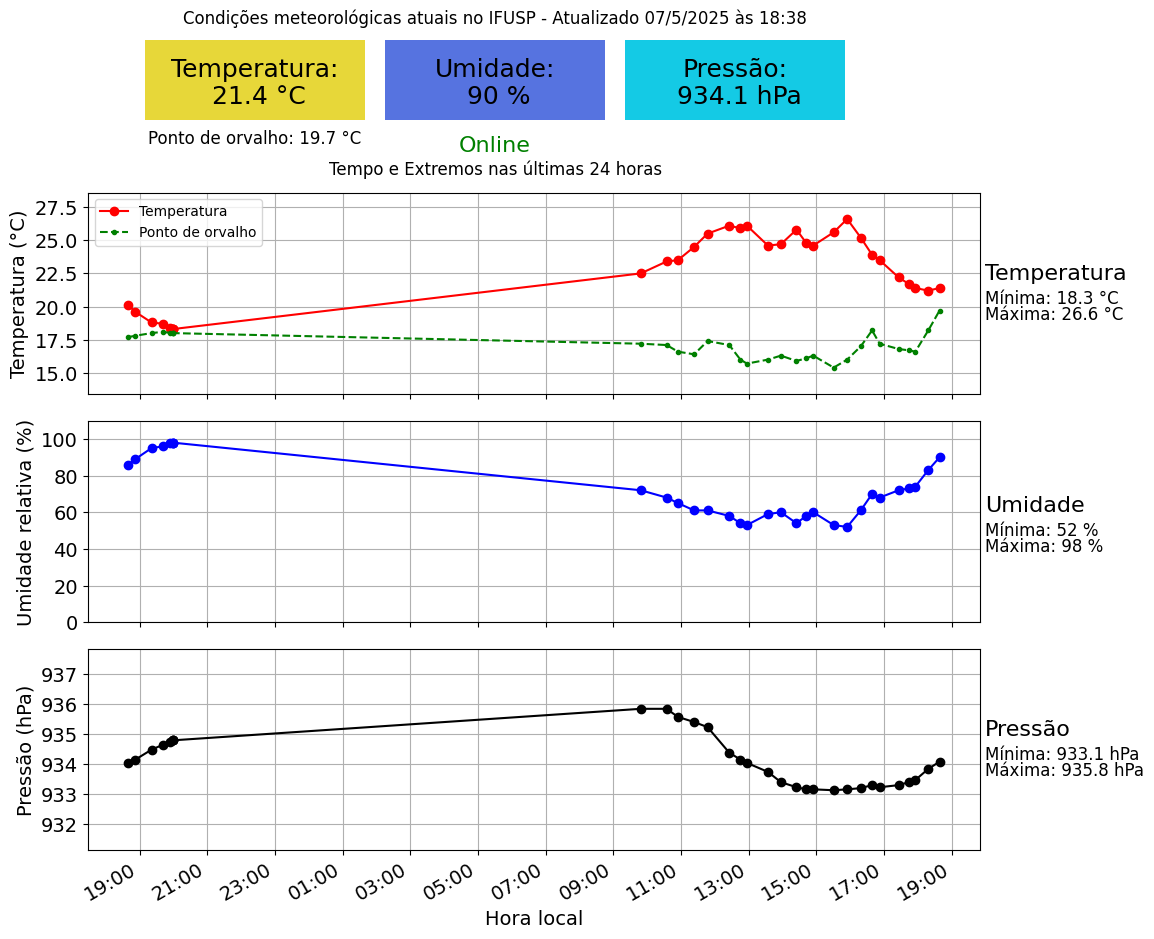 Condições meteorológicas atuais no IFUSP - Atualizado 07/5/2025 às 18:38
Temperatura:
21.4 °C
Umidade:
90 %
Pressão:
934.1 hPa
Ponto de orvalho: 19.7 °C
Online
Tempo e Extremos nas últimas 24 horas
Temperatura (°C)
27.5
25.0
22.5
20.0
17.5
15.0
Temperatura
Ponto de orvalho
Temperatura
Mínima: 18.3 °C
Máxima: 26.6 °C
Umidade relativa (%)
100
80
60
40
20
0
Umidade
Mínima: 52 %
Máxima: 98 %
Pressão (hPa)
937
936
935
934
933
932
Pressão
Mínima: 933.1 hPa
Máxima: 935.8 hPa
19:00 21:00 23:00 01:00 03:00 05:00 07:00 09:00 11:00 13:00 15:00 17:00 19:00
Hora local